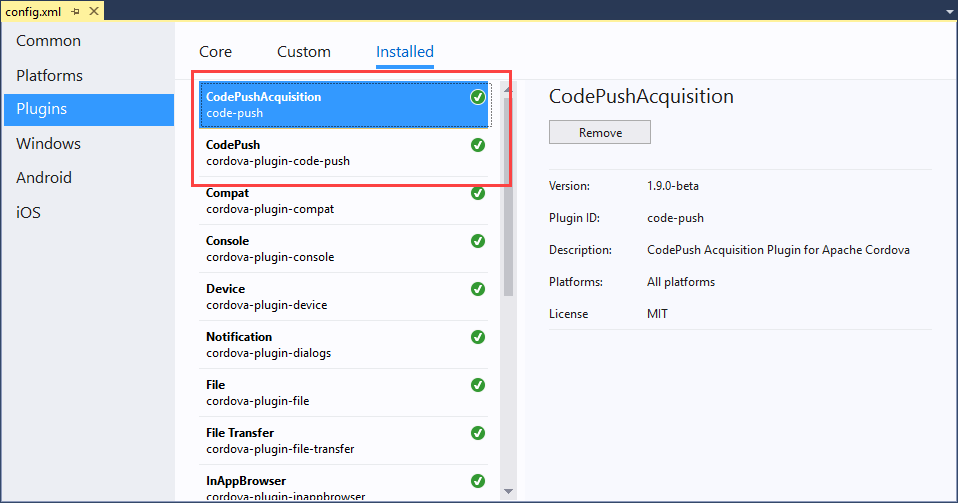 config.xml
Common
Platforms
Plugins
Windows
Android
iOS
Core Custom Installed
CodePushAcquisition
code-push
CodePush
cordova-plugin-code-push
Compat
cordova-plugin-compat
Console
cordova-plugin-console
Device
cordova-plugin-device
Notification
cordova-plugin-dialogs
File
cordova-plugin-file
File Transfer
cordova-plugin-file-transfer
InAppBrowser
cordova-plugin-inappbrowser
CodePushAcquisition
Remove
Version: 1.9.0-beta
Plugin ID: code-push
Description: CodePush Acquisition Plugin for Apache Cordova
Platforms: All platforms
License MIT